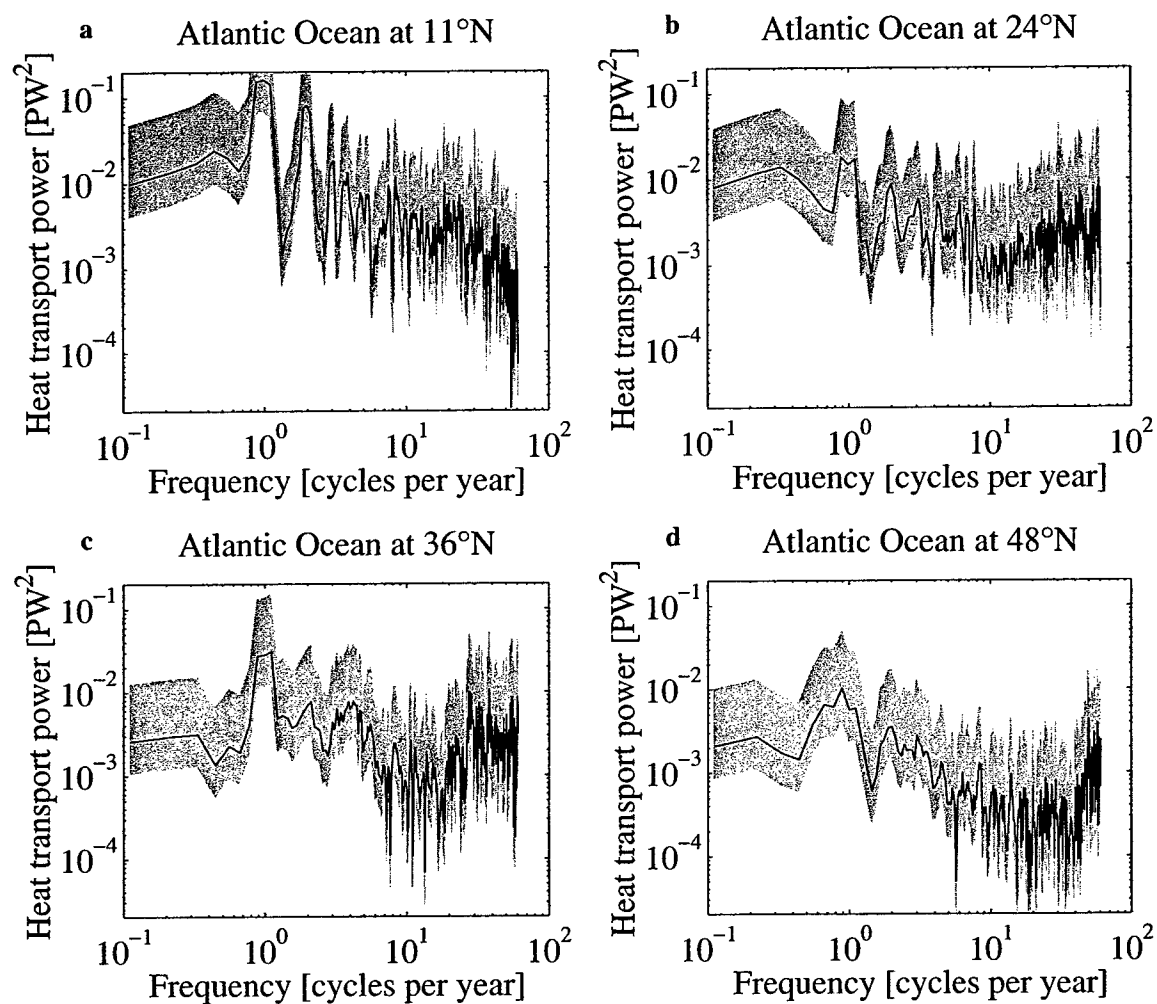 a Atlantic Ocean at 11°N
Heat transport power [PW²]
10⁻¹
10⁻²
10⁻³
10⁻⁴
10⁻¹ 10⁰ 10¹ 10²
Frequency [cycles per year]
b Atlantic Ocean at 24°N
Heat transport power [PW²]
10⁻¹
10⁻²
10⁻³
10⁻⁴
10⁻¹ 10⁰ 10¹ 10²
Frequency [cycles per year]
c Atlantic Ocean at 36°N
Heat transport power [PW²]
10⁻¹
10⁻²
10⁻³
10⁻⁴
10⁻¹ 10⁰ 10¹ 10²
Frequency [cycles per year]
d Atlantic Ocean at 48°N
Heat transport power [PW²]
10⁻¹
10⁻²
10⁻³
10⁻⁴
10⁻¹ 10⁰ 10¹ 10²
Frequency [cycles per year]